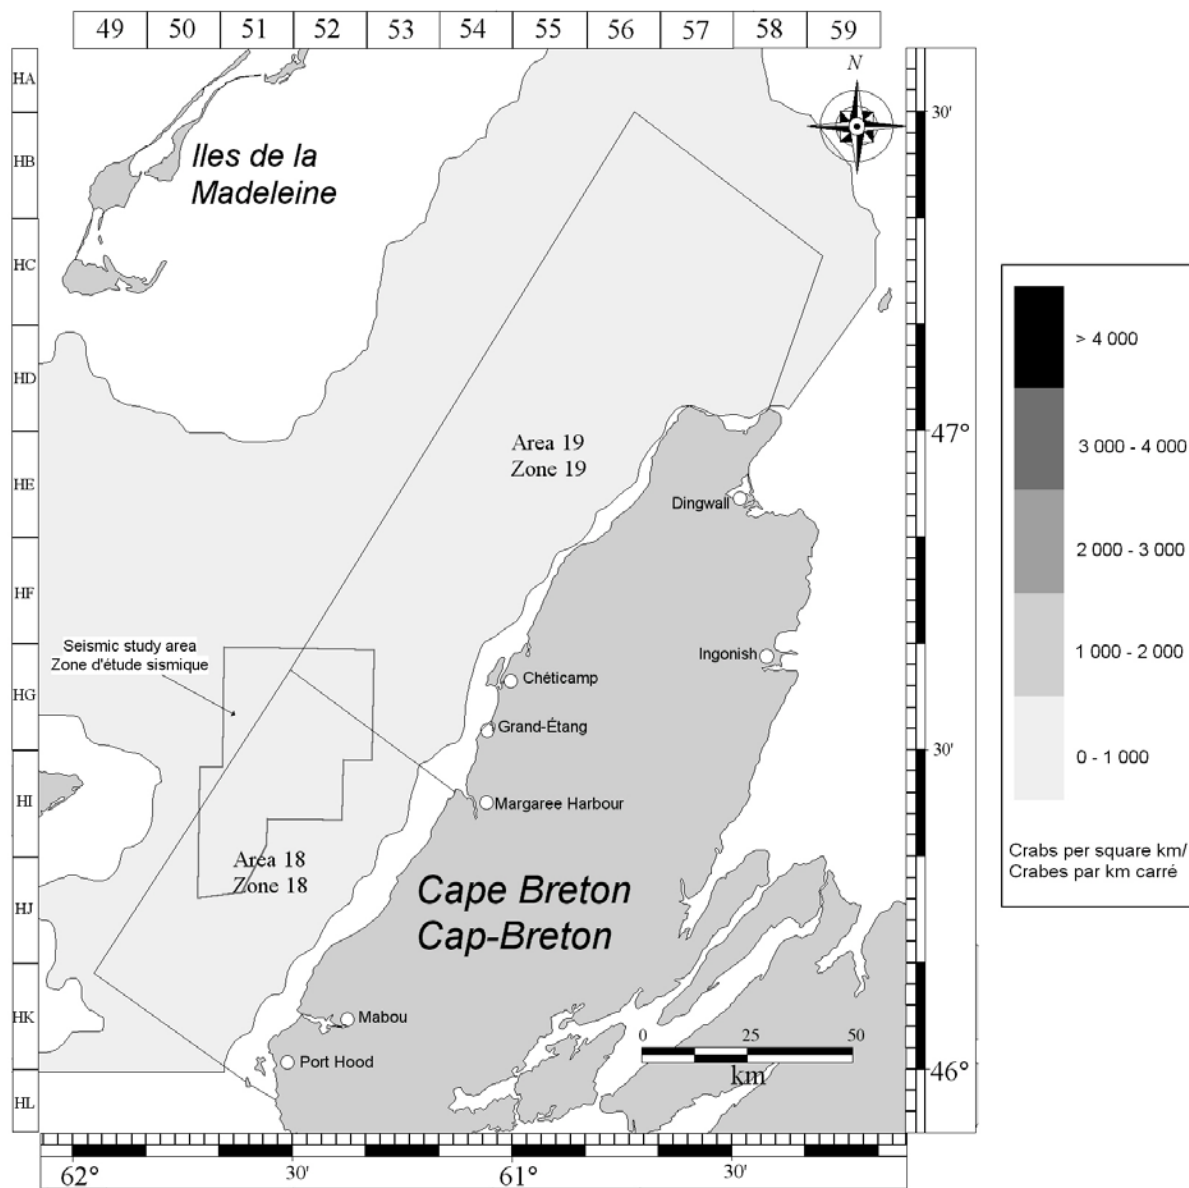 49 50 51 52 53 54 55 56 57 58 59
HA
HB
HC
HD
HE
HF
HG
HI
HJ
HK
HL
N
30'
47°
30'
46°
Iles de la
Madeleine
Area 19
Zone 19
Dingwall
Seismic study area
Zone d'étude sismique
Ingonish
Chéticamp
Grand-Étang
Margaree Harbour
Area 18
Zone 18
Cape Breton
Cap-Breton
Mabou
Port Hood
0 25 50
km
62° 30' 61° 30'
> 4 000
3 000 - 4 000
2 000 - 3 000
1 000 - 2 000
0 - 1 000
Crabs per square km/
Crabes par km carré